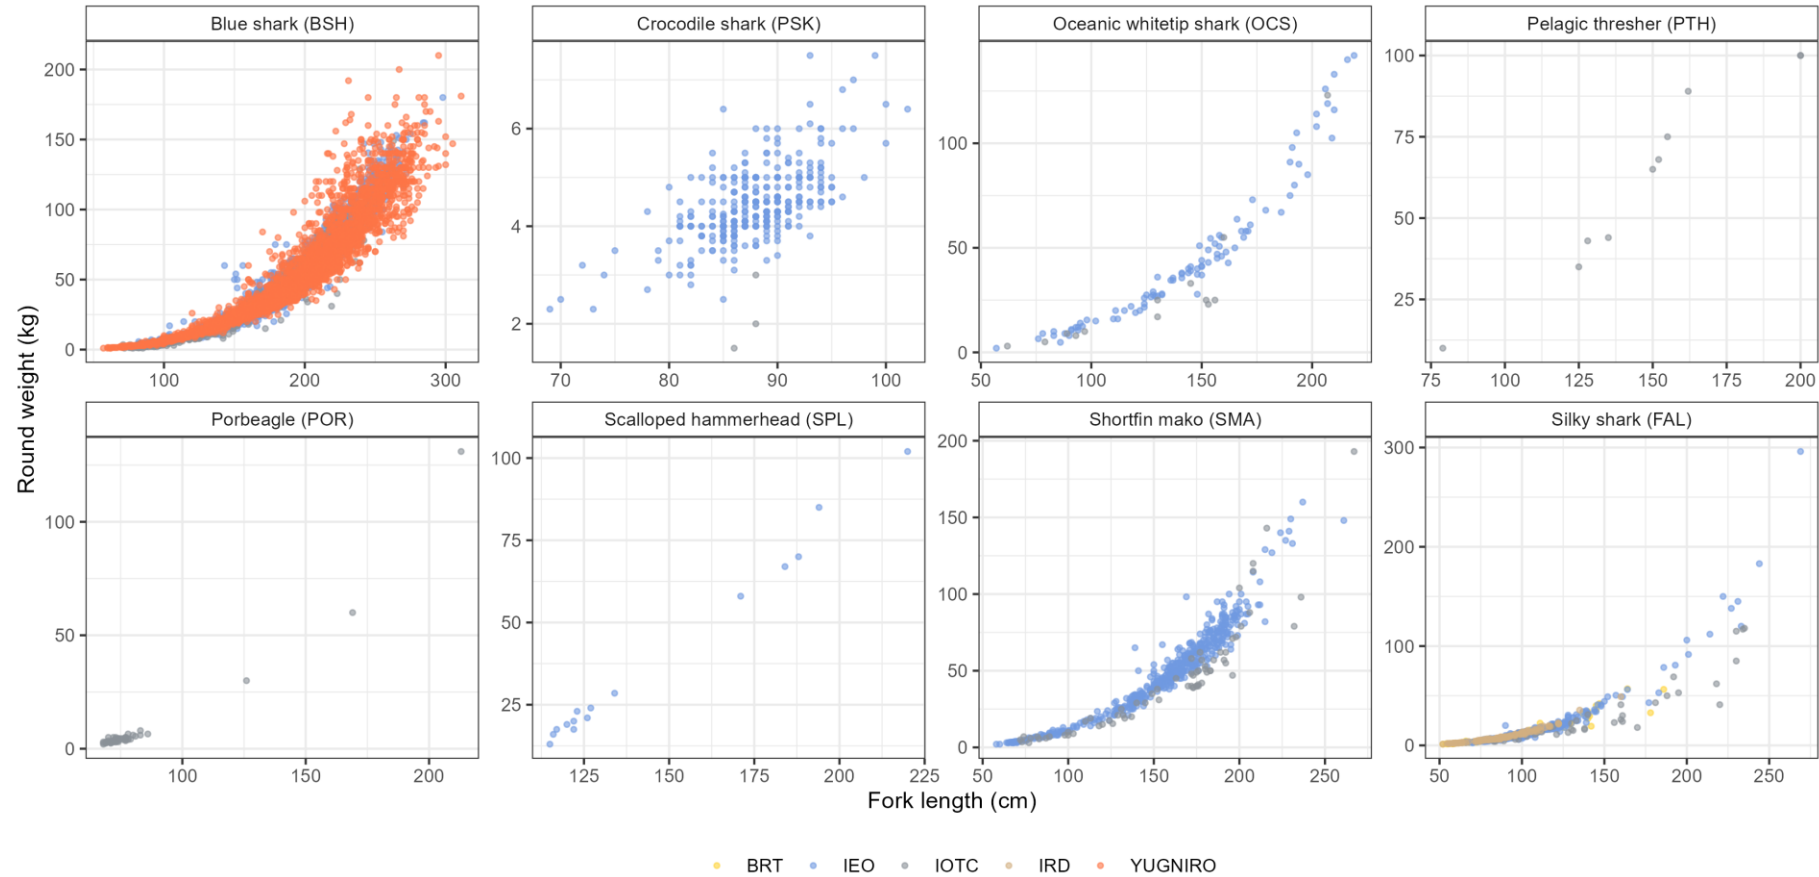 Blue shark (BSH)
Crocodile shark (PSK)
Oceanic whitetip shark (OCS)
Pelagic thresher (PTH)
200
150
100
50
0
100 200 300
6
4
2
70 80 90 100
100
50
0
50 100 150 200
100
75
50
25
75 100 125 150 175 200
Round weight (kg)
Porbeagle (POR)
Scalloped hammerhead (SPL)
Shortfin mako (SMA)
Silky shark (FAL)
100
50
0
100 150 200
100
75
50
25
125 150 175 200 225
200
150
100
50
0
50 100 150 200 250
300
200
100
0
50 100 150 200 250
Fork length (cm)
BRT IEO IOTC IRD YUGNIRO